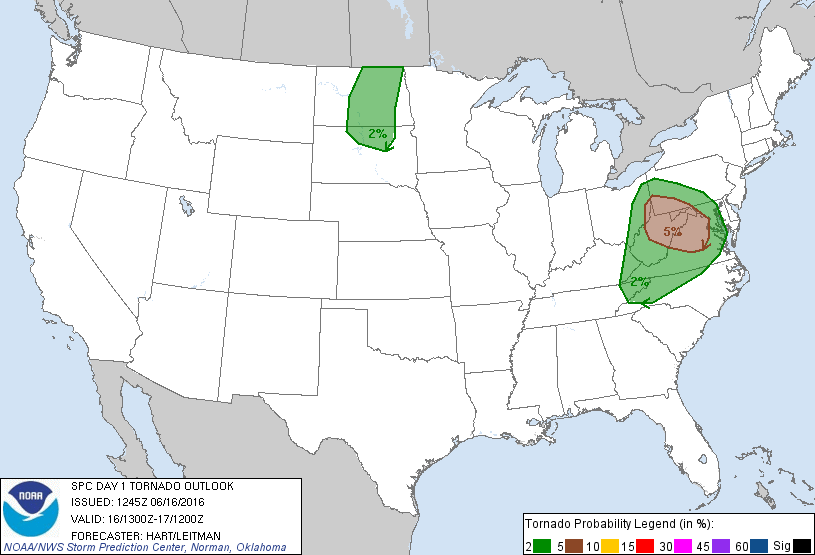 2%
5%
2%
NOAA
SPC DAY 1 TORNADO OUTLOOK
ISSUED: 1245Z 06/16/2016
VALID: 16/1300Z-17/1200Z
FORECASTER: HART/LEITMAN
NOAA/NWS Storm Prediction Center, Norman, Oklahoma
Tornado Probability Legend (in %):
2 5 10 15 30 45 60 Sig